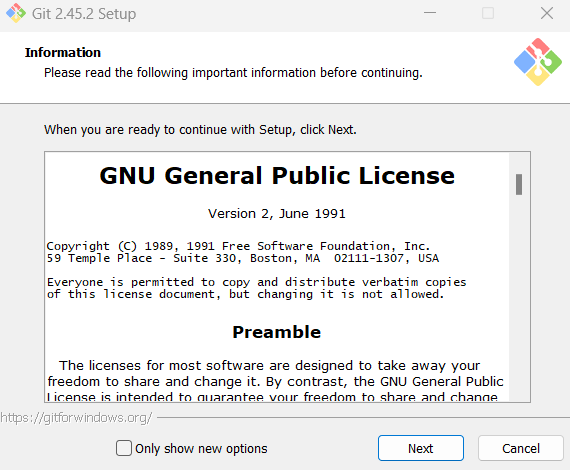 Git 2.45.2 Setup
Information
Please read the following important information before continuing.
When you are ready to continue with Setup, click Next.
GNU General Public License
Version 2, June 1991
Copyright (C) 1989, 1991 Free Software Foundation, Inc.
59 Temple Place - Suite 330, Boston, MA  02111-1307, USA
Everyone is permitted to copy and distribute verbatim copies
of this license document, but changing it is not allowed.
Preamble
The licenses for most software are designed to take away your
freedom to share and change it. By contrast, the GNU General Public
License is intended to guarantee your freedom to share and change
https://gitforwindows.org/
Only show new options
Next
Cancel